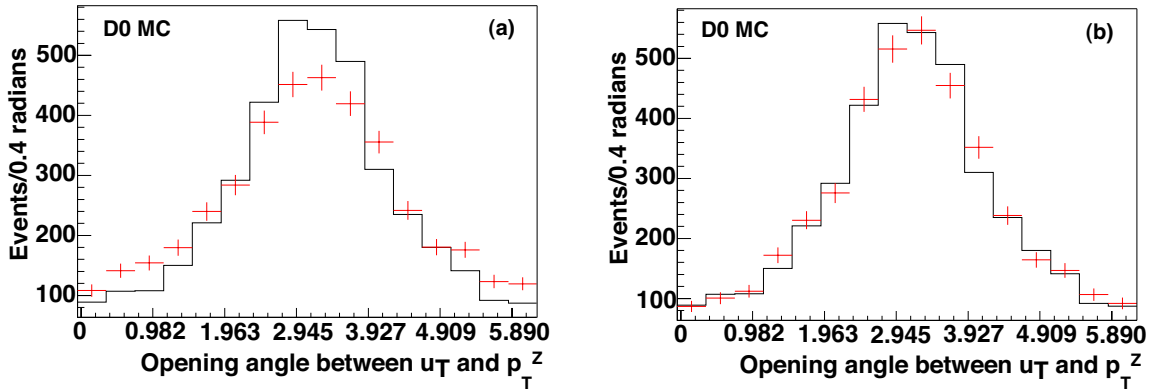 D0 MC (a)
500
400
300
200
100
Events/0.4 radians
0 0.982 1.963 2.945 3.927 4.909 5.890
Opening angle between uT and pTZ
D0 MC (b)
500
400
300
200
100
Events/0.4 radians
0 0.982 1.963 2.945 3.927 4.909 5.890
Opening angle between uT and pTZ